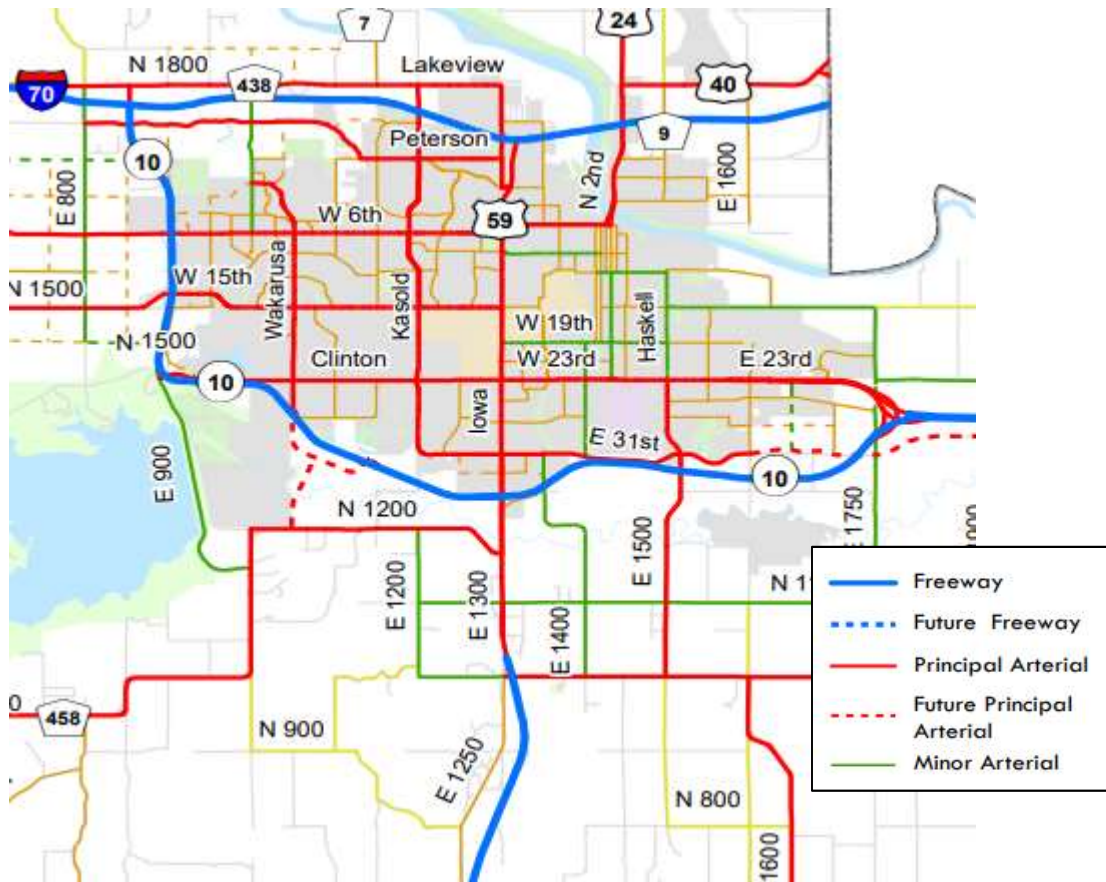 7
24
N 1800
Lakeview
40
70
438
Peterson
9
10
E 800
N 2nd
E 1600
W 6th
59
W 15th
Wakarusa
Kasold
N 1500
W 19th
Haskell
N 1500
Clinton
W 23rd
E 23rd
10
Iowa
E 31st
10
E 900
N 1200
E 1500
E 1750
E 1200
E 1300
E 1400
N 11
458
N 900
E 1250
N 800
1600
Freeway
Future Freeway
Principal Arterial
Future Principal
Arterial
Minor Arterial